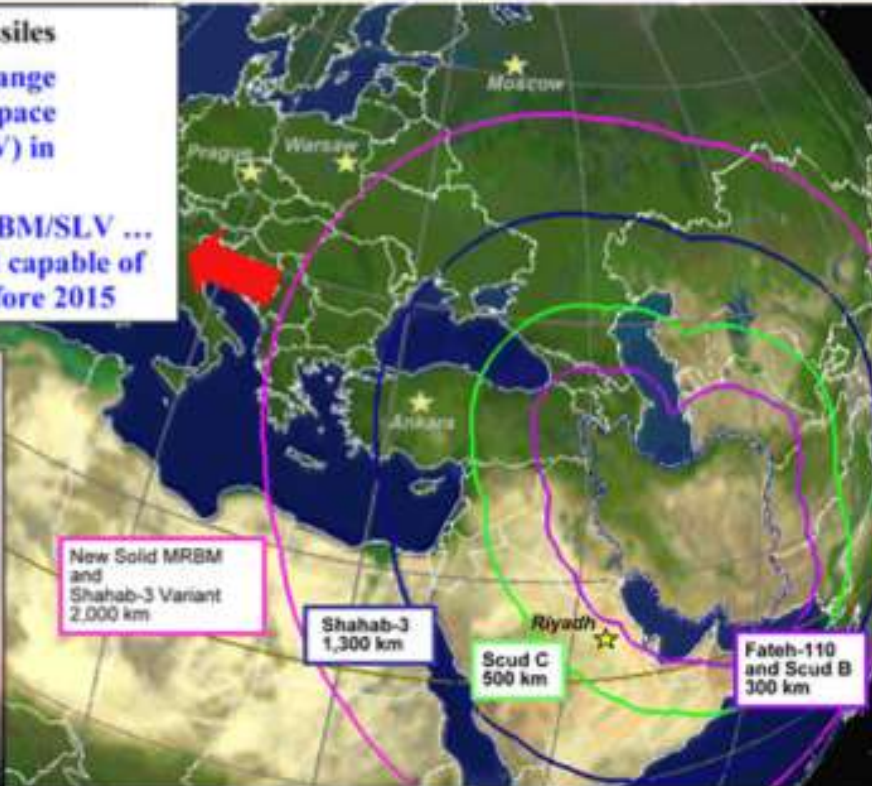 siles
ange
pace
V) in
BM/SLV …
capable of
fore 2015
Moscow
Prague
Warsaw
Ankara
New Solid MRBM
and
Shahab-3 Variant
2,000 km
Shahab-3
1,300 km
Riyadh
Scud C
500 km
Fateh-110
and Scud B
300 km